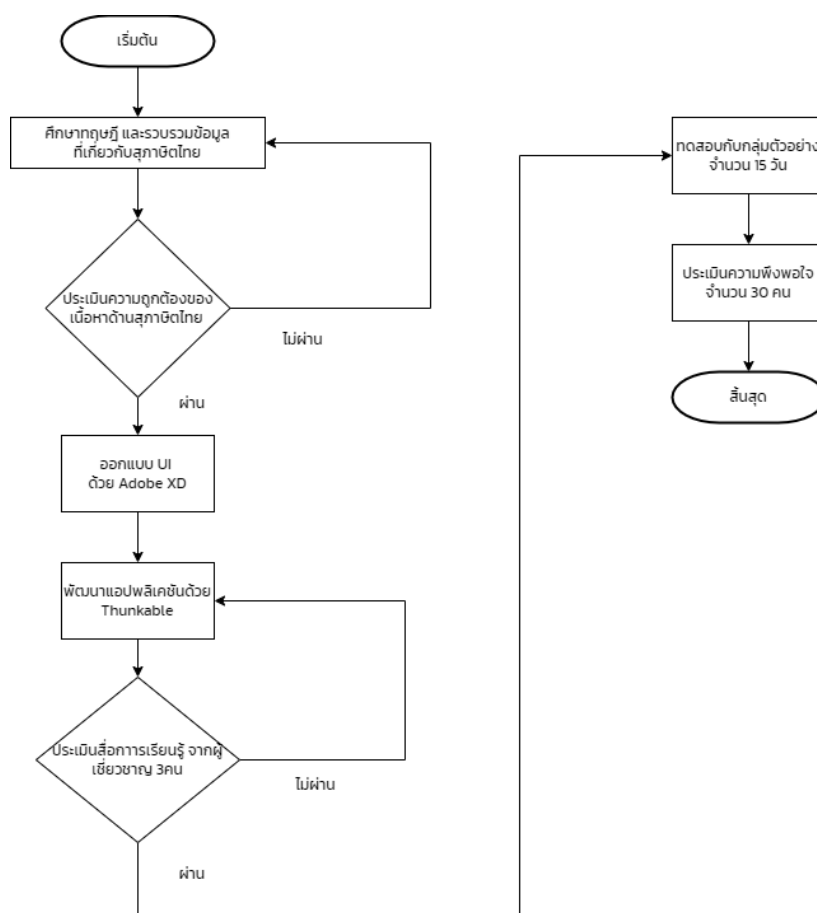 เริ่มต้น
ศึกษาทฤษฎี และรวบรวมข้อมูล
ที่เกี่ยวกับสุภาษิตไทย
ประเมินความถูกต้องของ
เนื้อหาด้านสุภาษิตไทย
ไม่ผ่าน
ผ่าน
ออกแบบ UI
ด้วย Adobe XD
พัฒนาแอปพลิเคชันด้วย
Thunkable
ประเมินสื่อกาารเรียนรู้ จากผู้
เชี่ยวชาญ 3คน
ไม่ผ่าน
ผ่าน
ทดสอบกับกลุ่มตัวอย่าง
จำนวน 15 วัน
ประเมินความพึงพอใจ
จำนวน 30 คน
สิ้นสุด